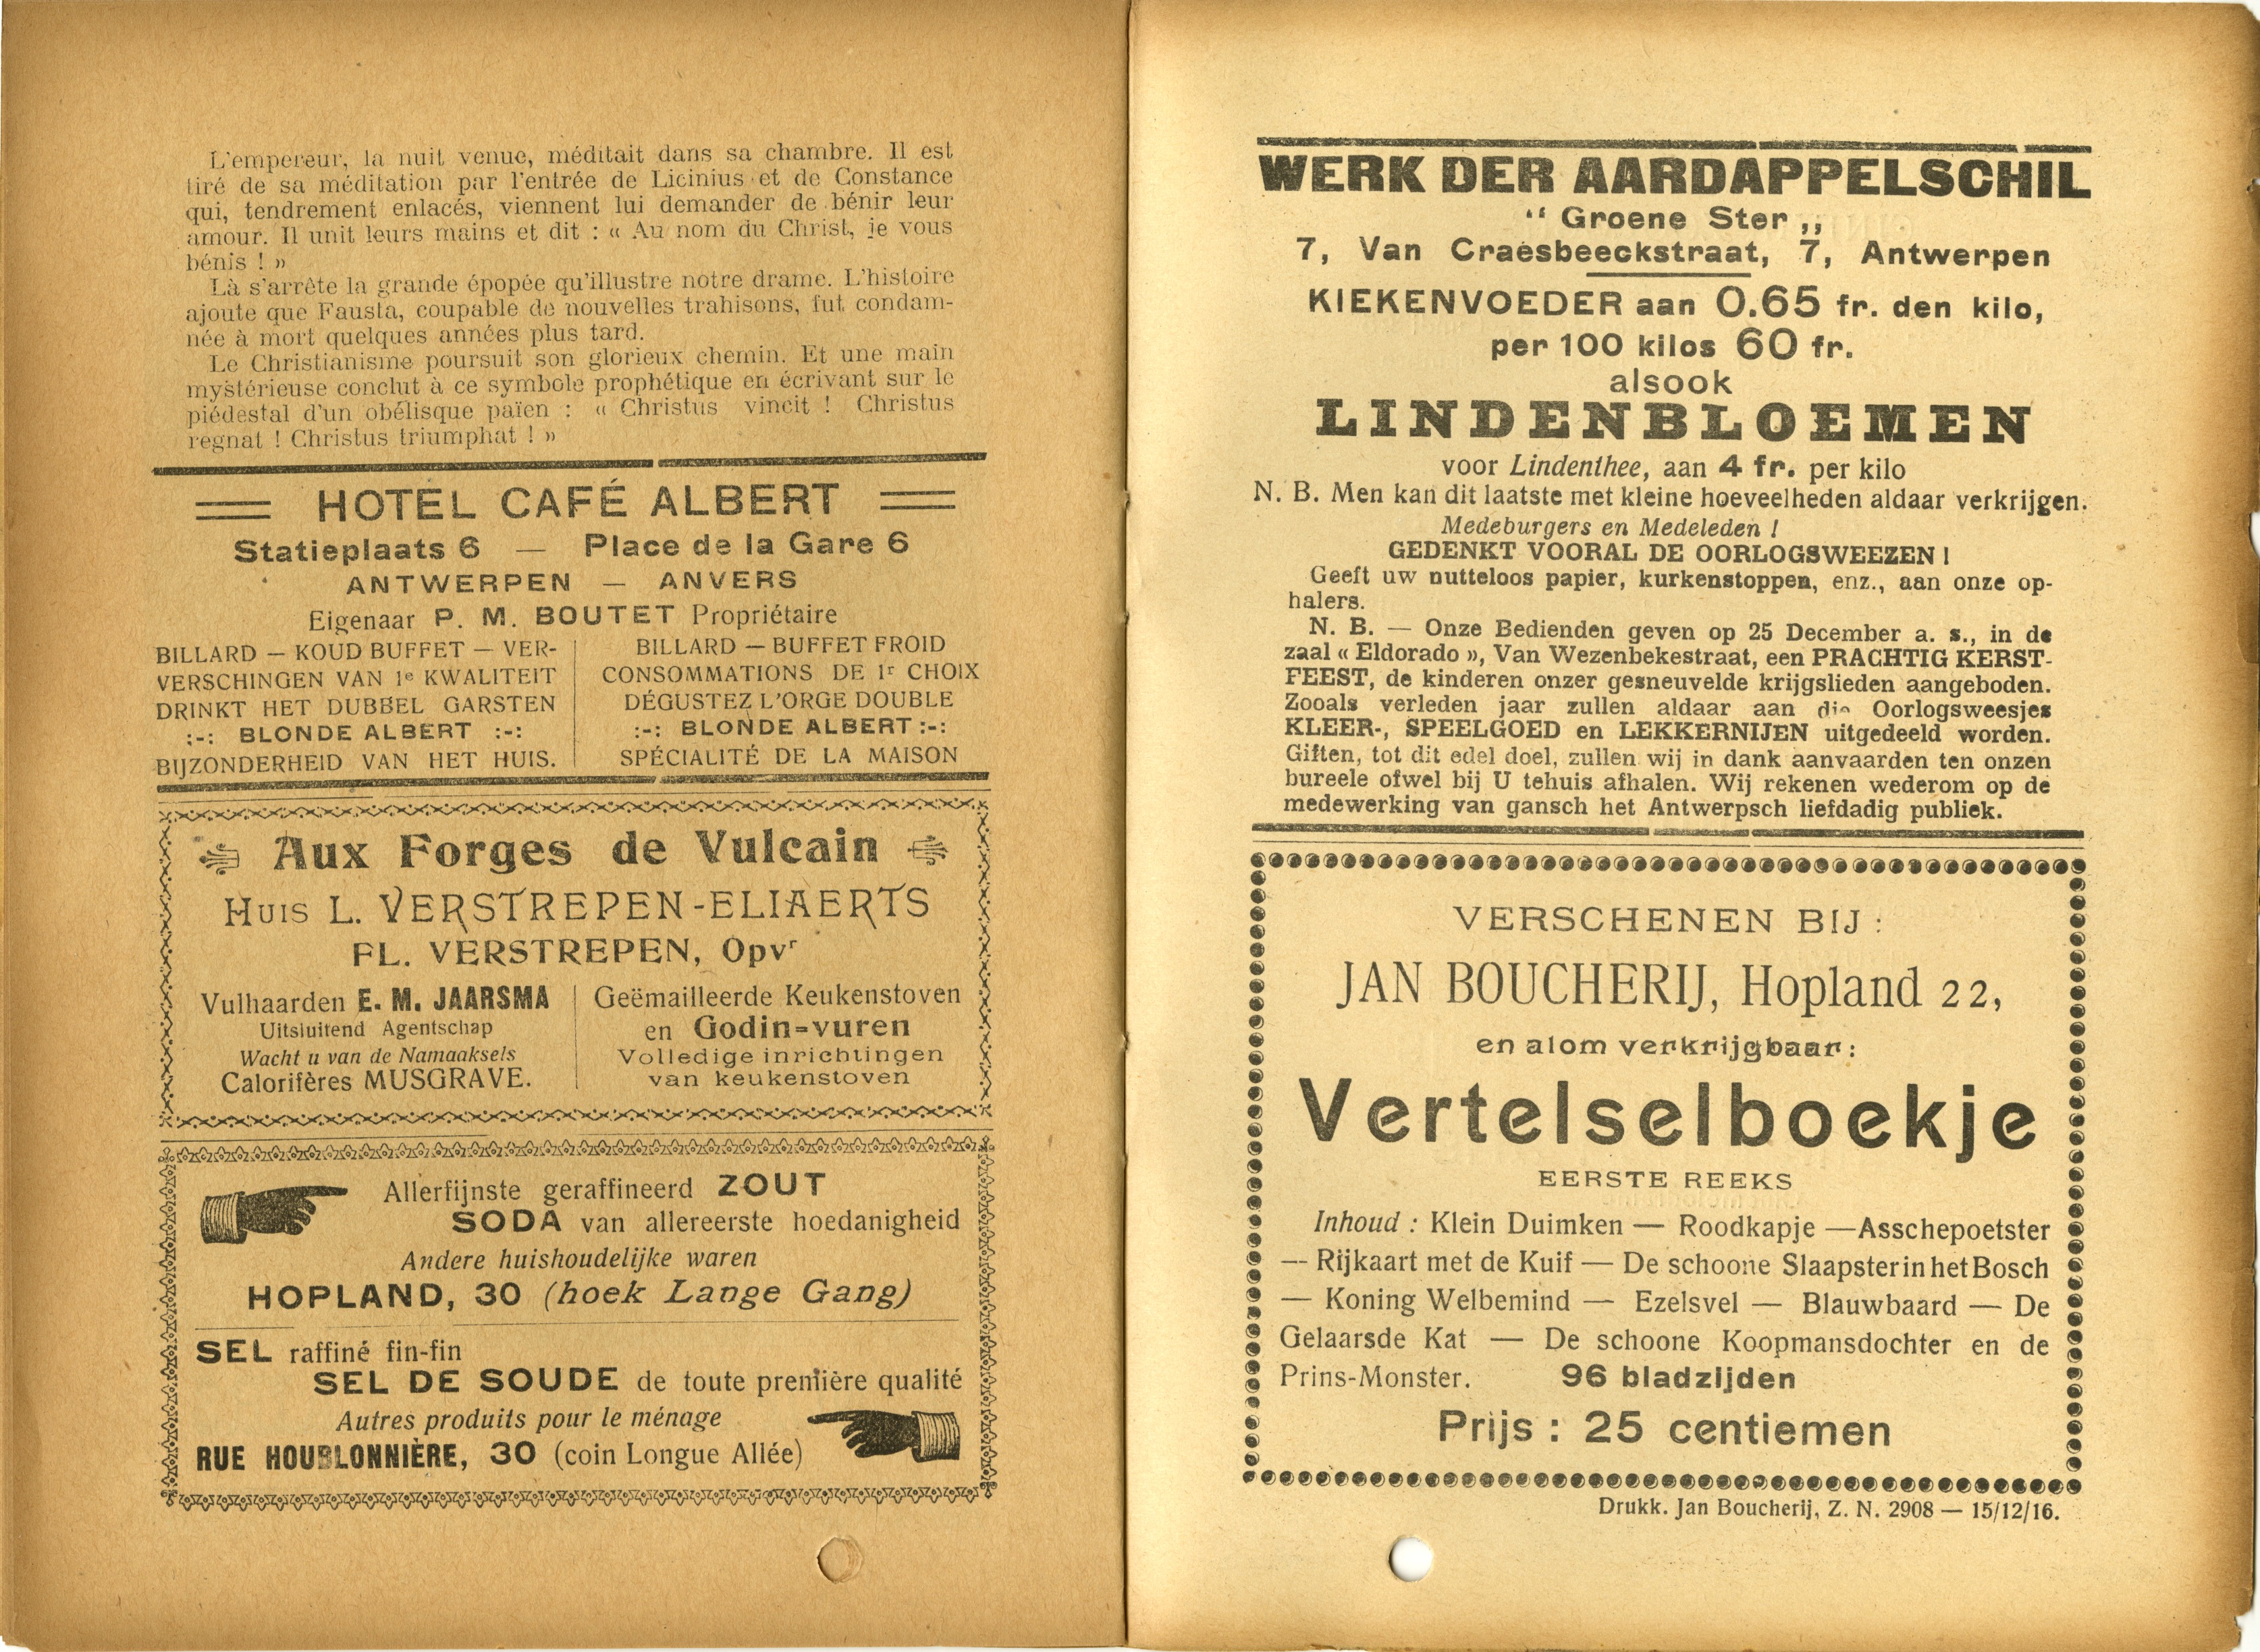 L'empereur, la nuit venue, méditait dans sa chambre. Il est
tiré de sa méditation par l'entrée de Licinius et de Constance
qui, tendrement enlacés, viennent lui demander de bénir leur
amour. Il unit leurs mains et dit : « Au nom du Christ, je vous
bénis ! »
Là s'arrête la grande épopée qu'illustre notre drame. L'histoire
ajoute que Fausta, coupable de nouvelles trahisons, fut condam-
née à mort quelques années plus tard.
Le Christianisme poursuit son glorieux chemin. Et une main
mystérieuse conclut à ce symbole prophétique en écrivant sur le
piédestal d'un obélisque païen : « Christus vincit ! Christus
regnat ! Christus triumphat ! »
HOTEL CAFÉ ALBERT
Statieplaats 6 — Place de la Gare 6
ANTWERPEN — ANVERS
Eigenaar P. M. BOUTET Propriétaire
BILLARD — KOUD BUFFET — VER-
VERSCHINGEN VAN 1e KWALITEIT
DRINKT HET DUBBEL GARSTEN
:-: BLONDE ALBERT :-:
BIJZONDERHEID VAN HET HUIS.
BILLARD — BUFFET FROID
CONSOMMATIONS DE 1r CHOIX
DÉGUSTEZ L'ORGE DOUBLE
:-: BLONDE ALBERT :-:
SPÉCIALITÉ DE LA MAISON
Aux Forges de Vulcain
HUIS L. VERSTREPEN-ELIAERTS
FL. VERSTREPEN, Opvr
Vulhaarden E. M. JAARSMA
Uitsluitend Agentschap
Wacht u van de Namaaksels
Calorifères MUSGRAVE.
Geëmailleerde Keukenstoven
en Godin=vuren
Volledige inrichtingen
van keukenstoven
Allerfijnste geraffineerd ZOUT
SODA van allereerste hoedanigheid
Andere huishoudelijke waren
HOPLAND, 30 (hoek Lange Gang)
SEL raffiné fin-fin
SEL DE SOUDE de toute première qualité
Autres produits pour le ménage
RUE HOUBLONNIÈRE, 30 (coin Longue Allée)
WERK DER AARDAPPELSCHIL
“ Groene Ster „
7, Van Craesbeeckstraat, 7, Antwerpen
KIEKENVOEDER aan 0.65 fr. den kilo,
per 100 kilos 60 fr.
alsook
LINDENBLOEMEN
voor Lindenthee, aan 4 fr. per kilo
N. B. Men kan dit laatste met kleine hoeveelheden aldaar verkrijgen.
Medeburgers en Medeleden !
GEDENKT VOORAL DE OORLOGSWEEZEN !
Geeft uw nutteloos papier, kurkenstoppen, enz., aan onze op-
halers.
N. B. — Onze Bedienden geven op 25 December a. s., in de
zaal « Eldorado », Van Wezenbekestraat, een PRACHTIG KERST-
FEEST, de kinderen onzer gesneuvelde krijgslieden aangeboden.
Zooals verleden jaar zullen aldaar aan die Oorlogsweesjes
KLEER-, SPEELGOED en LEKKERNIJEN uitgedeeld worden.
Giften, tot dit edel doel, zullen wij in dank aanvaarden ten onzen
bureele ofwel bij U tehuis afhalen. Wij rekenen wederom op de
medewerking van gansch het Antwerpsch liefdadig publiek.
VERSCHENEN BIJ :
JAN BOUCHERIJ, Hopland 22,
en alom verkrijgbaar :
Vertelselboekje
EERSTE REEKS
Inhoud : Klein Duimken — Roodkapje — Asschepoetster
— Rijkaart met de Kuif — De schoone Slaapster in het Bosch
— Koning Welbemind — Ezelsvel — Blauwbaard — De
Gelaarsde Kat — De schoone Koopmansdochter en de
Prins-Monster. 96 bladzijden
Prijs : 25 centiemen
Drukk. Jan Boucherij, Z. N. 2908 — 15/12/16.